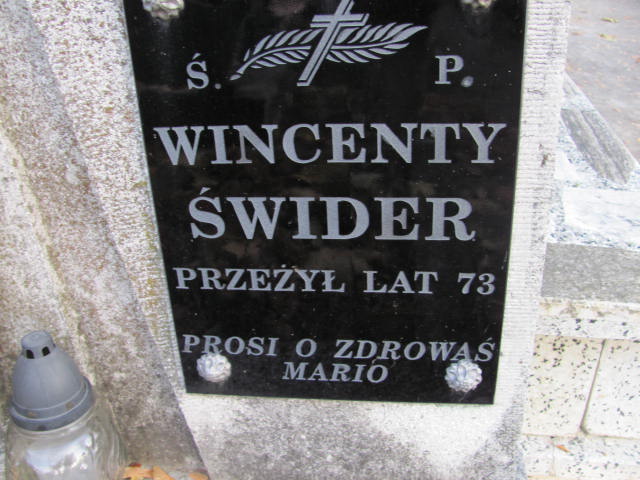 Ś. P.
WINCENTY
ŚWIDER
PRZEŻYŁ LAT 73
PROSI O ZDROWAŚ
MARIO